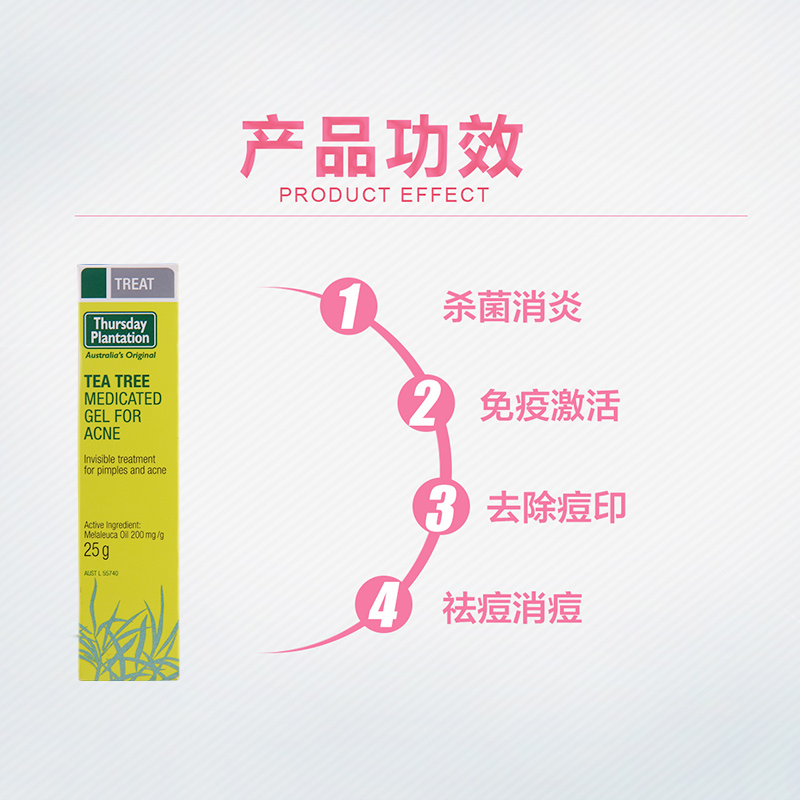 产品功效
PRODUCT EFFECT
TREAT
Thursday
Plantation
Australia's Original
TEA TREE
MEDICATED
GEL FOR
ACNE
Invisible treatment
for pimples and acne
Active Ingredient:
Melaleuca Oil 200 mg/g
25 g
AUST L 55740
1 杀菌消炎
2 免疫激活
3 去除痘印
4 祛痘消痘